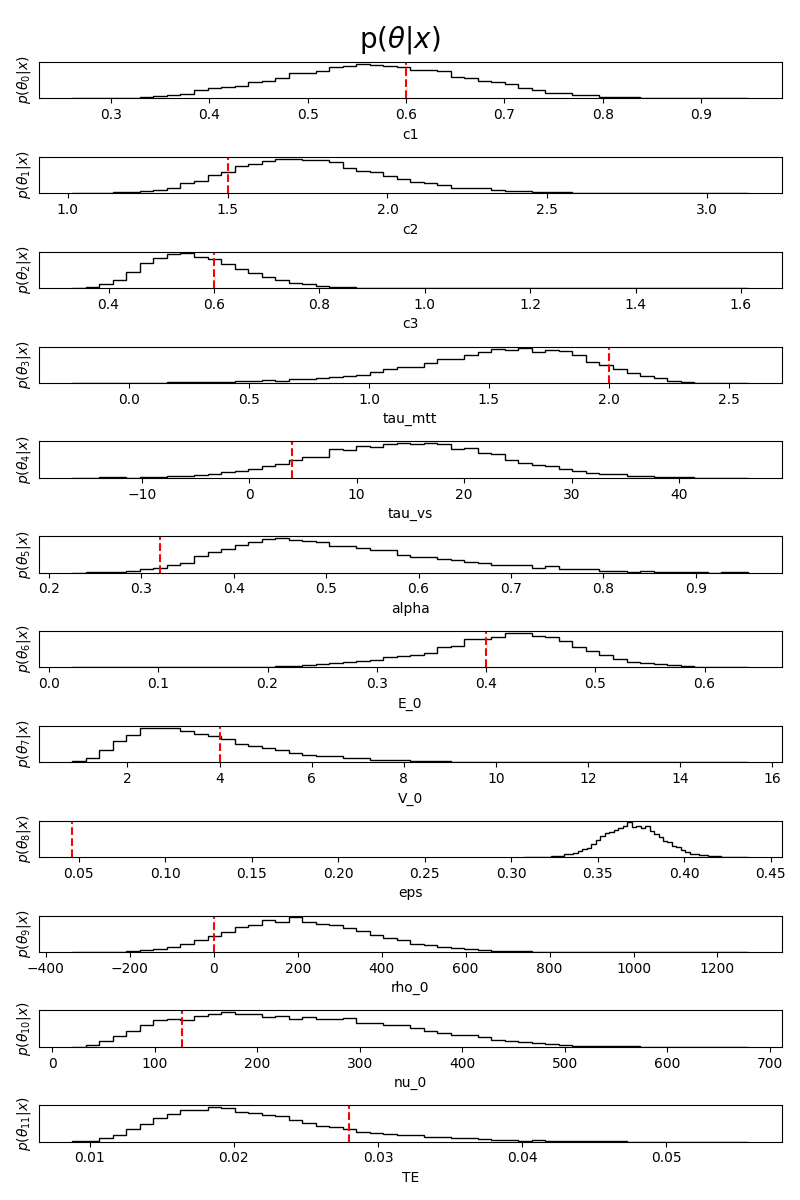 p(θ|x)
p(θ₀|x)
0.3 0.4 0.5 0.6 0.7 0.8 0.9
c1
p(θ₁|x)
1.0 1.5 2.0 2.5 3.0
c2
p(θ₂|x)
0.4 0.6 0.8 1.0 1.2 1.4 1.6
c3
p(θ₃|x)
0.0 0.5 1.0 1.5 2.0 2.5
tau_mtt
p(θ₄|x)
−10 0 10 20 30 40
tau_vs
p(θ₅|x)
0.2 0.3 0.4 0.5 0.6 0.7 0.8 0.9
alpha
p(θ₆|x)
0.0 0.1 0.2 0.3 0.4 0.5 0.6
E_0
p(θ₇|x)
2 4 6 8 10 12 14 16
V_0
p(θ₈|x)
0.05 0.10 0.15 0.20 0.25 0.30 0.35 0.40 0.45
eps
p(θ₉|x)
−400 −200 0 200 400 600 800 1000 1200
rho_0
p(θ₁₀|x)
0 100 200 300 400 500 600 700
nu_0
p(θ₁₁|x)
0.01 0.02 0.03 0.04 0.05
TE